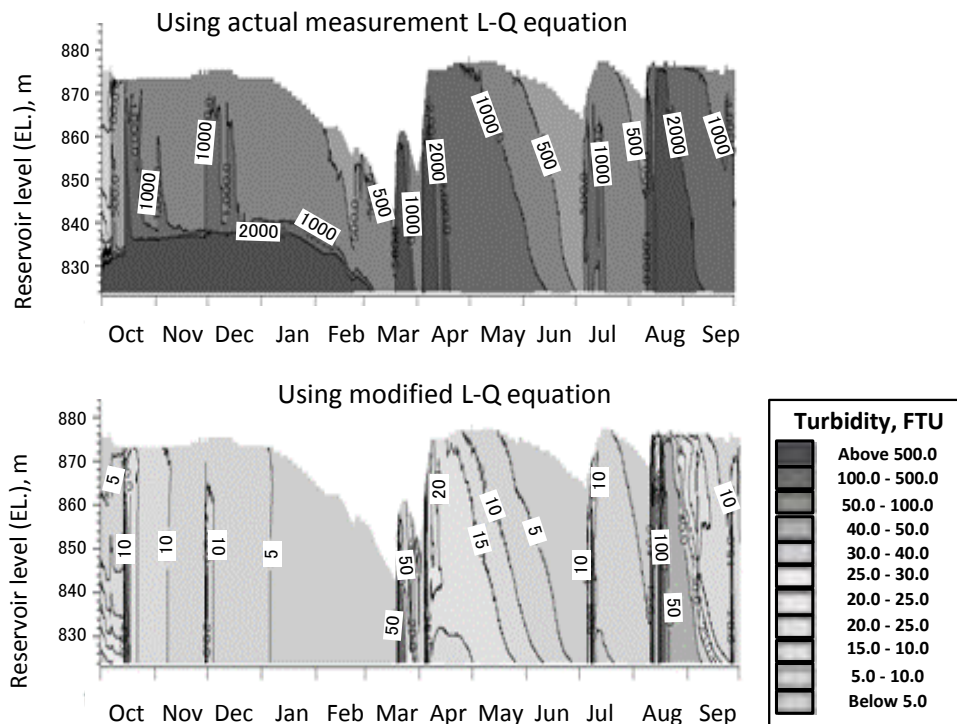 Using actual measurement L-Q equation
Reservoir level (EL.), m
880
870
860
850
840
830
1000
1000
2000
1000
500
1000
2000
1000
500
1000
500
2000
1000
Oct Nov Dec Jan Feb Mar Apr May Jun Jul Aug Sep
Using modified L-Q equation
Reservoir level (EL.), m
880
870
860
850
840
830
5
10
10
10
5
50
50
20
15
10
5
10
10
100
50
10
Oct Nov Dec Jan Feb Mar Apr May Jun Jul Aug Sep
Turbidity, FTU
Above 500.0
100.0 - 500.0
50.0 - 100.0
40.0 - 50.0
30.0 - 40.0
25.0 - 30.0
20.0 - 25.0
20.0 - 25.0
15.0 - 10.0
5.0 - 10.0
Below 5.0